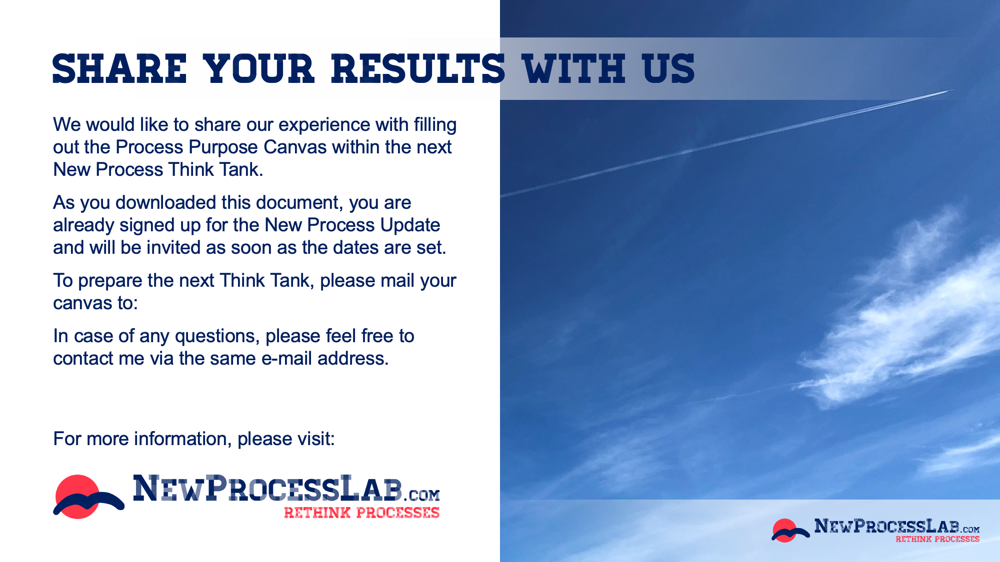 SHARE YOUR RESULTS WITH US
We would like to share our experience with filling
out the Process Purpose Canvas within the next
New Process Think Tank.
As you downloaded this document, you are
already signed up for the New Process Update
and will be invited as soon as the dates are set.
To prepare the next Think Tank, please mail your
canvas to:
In case of any questions, please feel free to
contact me via the same e-mail address.
For more information, please visit:
NEWPROCESSLAB.COM
RETHINK PROCESSES
NEWPROCESSLAB.COM
RETHINK PROCESSES